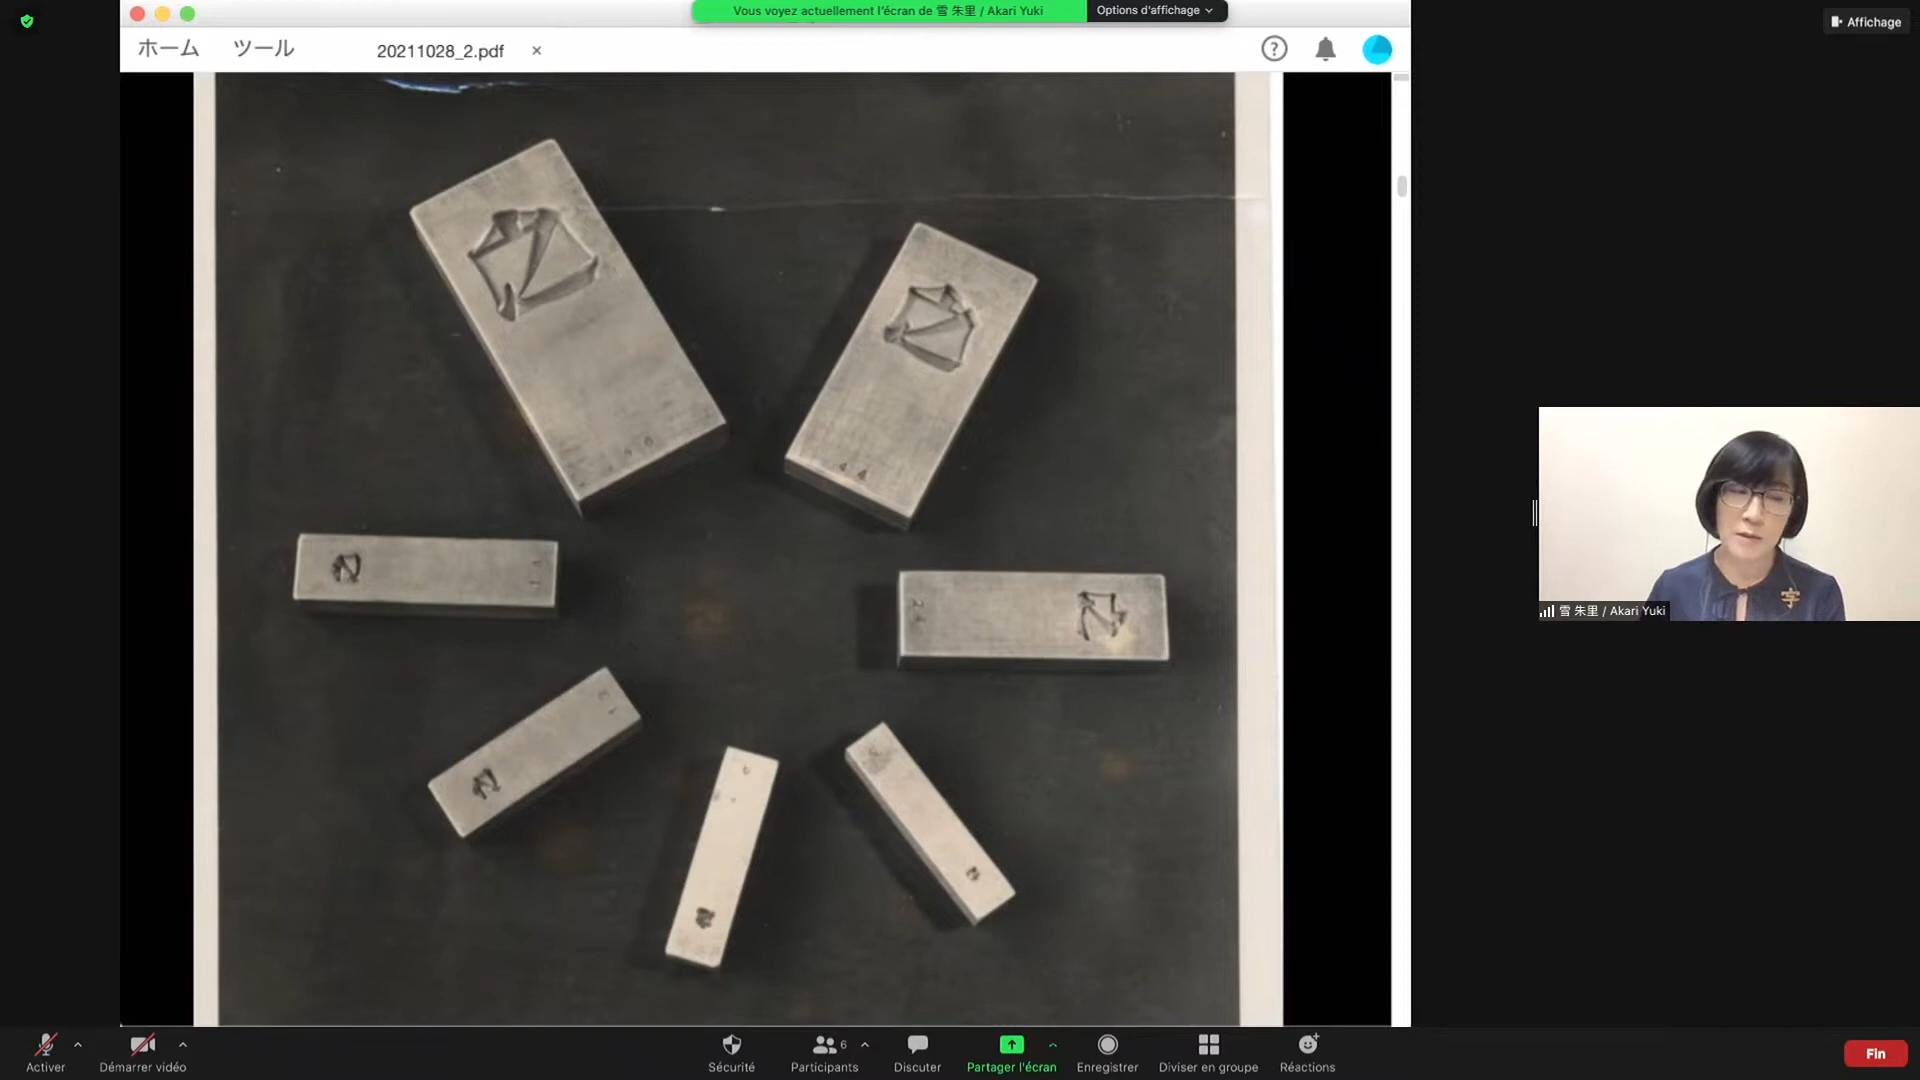 Vous voyez actuellement l'écran de 雪 朱里 / Akari Yuki
Options d'affichage
Affichage
ホーム
ツール
20211028_2.pdf
字
雪 朱里 / Akari Yuki
Activer
Démarrer vidéo
Sécurité
Participants
6
Discuter
Partager l'écran
Enregistrer
Diviser en groupe
Réactions
Fin